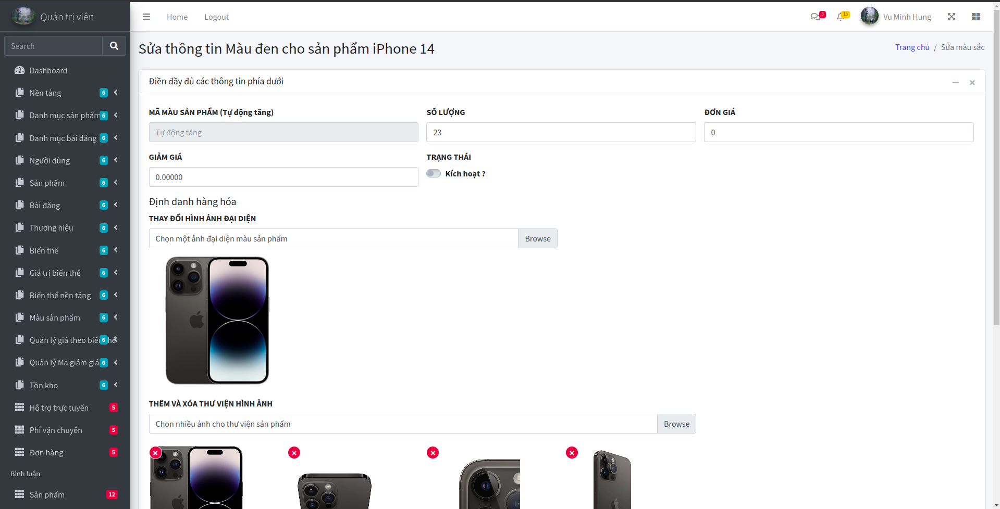 Quản trị viên
Search
Dashboard
Nền tảng 6
Danh mục sản phẩm 6
Danh mục bài đăng 6
Người dùng 6
Sản phẩm 6
Bài đăng 6
Thương hiệu 6
Biến thể 6
Giá trị biến thể 6
Biến thể nền tảng 6
Màu sản phẩm 6
Quản lý giá theo biến thể 6
Quản lý Mã giảm giá 6
Tồn kho 6
Hỗ trợ trực tuyến 5
Phí vận chuyển 5
Đơn hàng 5
Bình luận
Sản phẩm 12
Home Logout
3 15 Vu Minh Hung
Sửa thông tin Màu đen cho sản phẩm iPhone 14
Trang chủ / Sửa màu sắc
Điền đầy đủ các thông tin phía dưới
MÃ MÀU SẢN PHẨM (Tự động tăng)
Tự động tăng
SỐ LƯỢNG
23
ĐƠN GIÁ
0
GIẢM GIÁ
0.00000
TRẠNG THÁI
Kích hoạt ?
Định danh hàng hóa
THAY ĐỔI HÌNH ẢNH ĐẠI DIỆN
Chọn một ảnh đại diện màu sản phẩm Browse
THÊM VÀ XÓA THƯ VIỆN HÌNH ẢNH
Chọn nhiều ảnh cho thư viện sản phẩm Browse